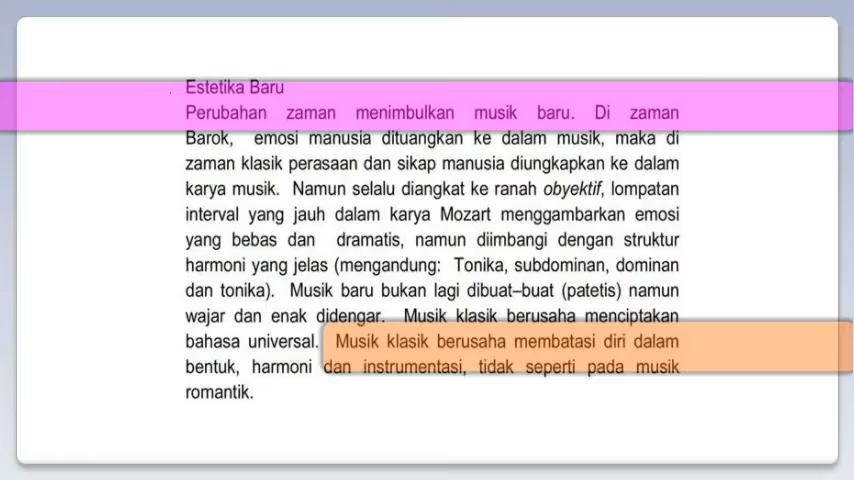 Estetika Baru
Perubahan zaman menimbulkan musik baru. Di zaman
Barok, emosi manusia dituangkan ke dalam musik, maka di
zaman klasik perasaan dan sikap manusia diungkapkan ke dalam
karya musik. Namun selalu diangkat ke ranah obyektif, lompatan
interval yang jauh dalam karya Mozart menggambarkan emosi
yang bebas dan dramatis, namun diimbangi dengan struktur
harmoni yang jelas (mengandung: Tonika, subdominan, dominan
dan tonika). Musik baru bukan lagi dibuat–buat (patetis) namun
wajar dan enak didengar. Musik klasik berusaha menciptakan
bahasa universal. Musik klasik berusaha membatasi diri dalam
bentuk, harmoni dan instrumentasi, tidak seperti pada musik
romantik.